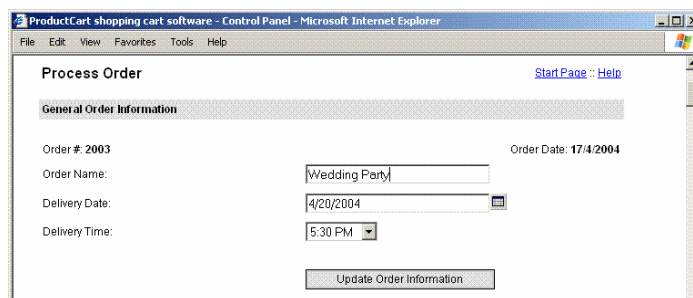 ProductCart shopping cart software - Control Panel - Microsoft Internet Explorer
File Edit View Favorites Tools Help
Process Order Start Page :: Help
General Order Information
Order #: 2003 Order Date: 17/4/2004
Order Name: Wedding Party
Delivery Date: 4/20/2004
Delivery Time: 5:30 PM
Update Order Information